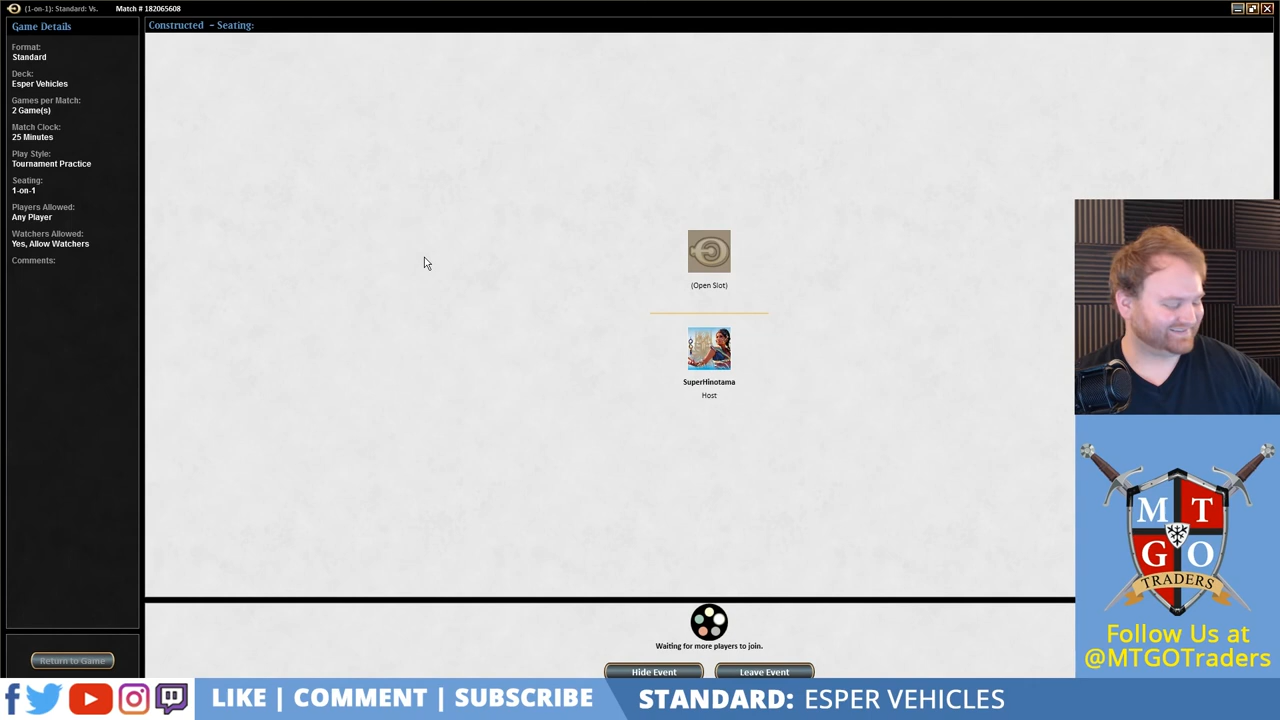 (1-on-1): Standard: Vs. Match # 182065608
Game Details
Format:
Standard
Deck:
Esper Vehicles
Games per Match:
2 Game(s)
Match Clock:
25 Minutes
Play Style:
Tournament Practice
Seating:
1-on-1
Players Allowed:
Any Player
Watchers Allowed:
Yes, Allow Watchers
Comments:
Return to Game
Constructed - Seating:
(Open Slot)
SuperHinotama
Host
Waiting for more players to join.
Hide Event Leave Event
M T
G O
TRADERS
Follow Us at
@MTGOTraders
LIKE | COMMENT | SUBSCRIBE
STANDARD: ESPER VEHICLES